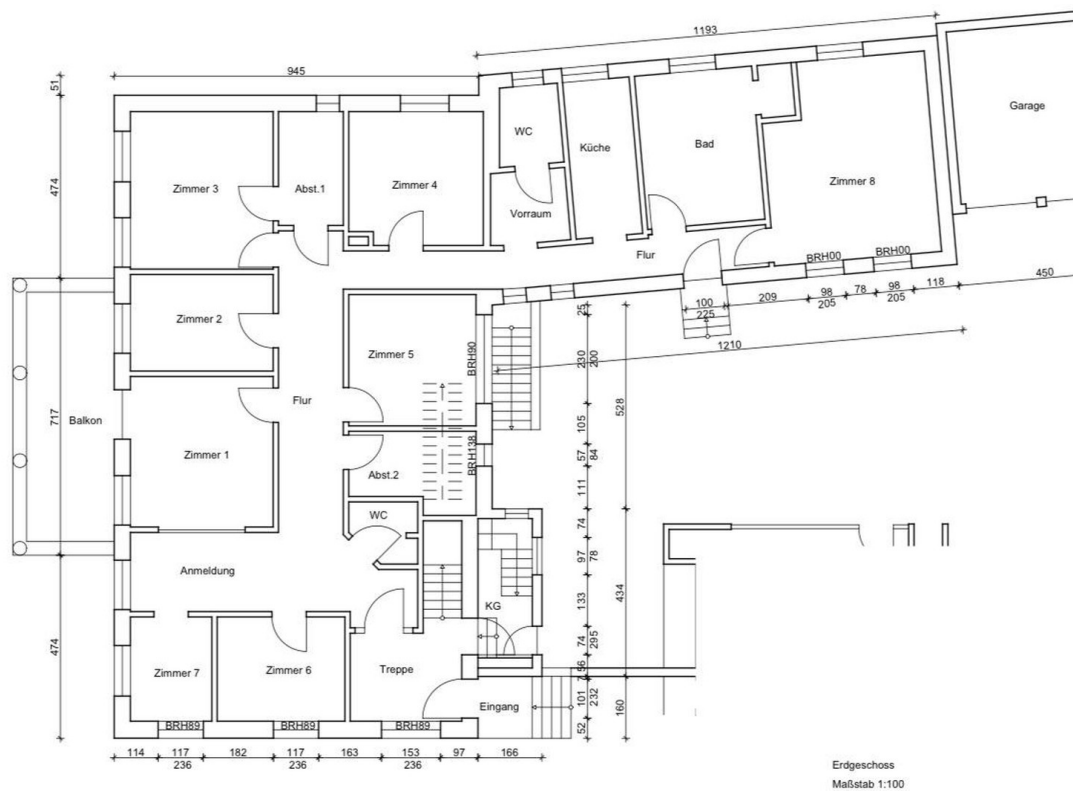 1193
945
51
Garage
WC
Küche
Bad
Zimmer 3
Abst.1
Zimmer 4
Zimmer 8
474
Vorraum
Flur
BRH00
BRH00
100
225
209
98
205
78
98
205
118
450
1210
Zimmer 2
Zimmer 5
BRH90
25
230
200
528
717
Balkon
Flur
105
Zimmer 1
BRH138
57
84
Abst.2
111
WC
74
Anmeldung
97
78
434
KG
133
474
Zimmer 7
Zimmer 6
Treppe
74
295
56
7
Eingang
101
232
160
52
BRH89
BRH89
BRH89
114
117
236
182
117
236
163
153
236
97
166
Erdgeschoss
Maßstab 1:100